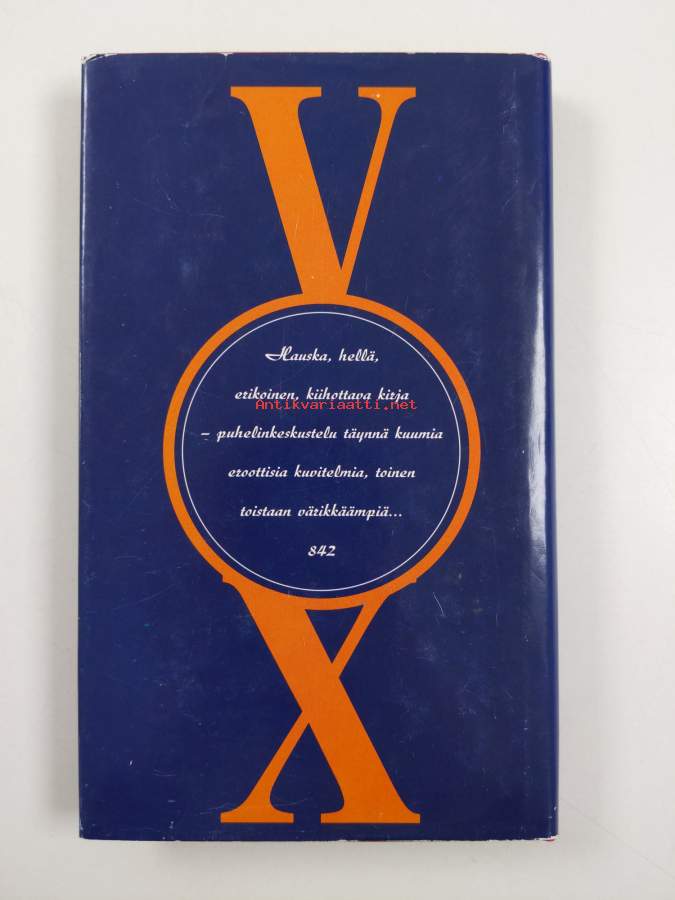 V
O
Hauska, hellä,
erikoinen, kiihottava kirja
Antikvariaatti.net
– puhelinkeskustelu täynnä kuumia
eroottisia kuvitelmia, toinen
toistaan värikkäämpiä...
842
X